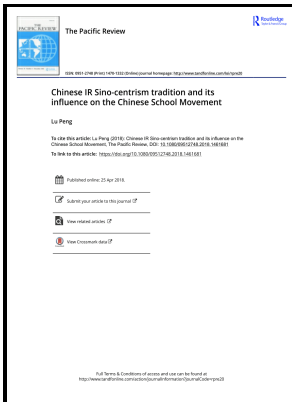 THE
PACIFIC REVIEW
The Pacific Review
Routledge
Taylor & Francis Group
ISSN: 0951-2748 (Print) 1470-1332 (Online) Journal homepage: http://www.tandfonline.com/loi/rpre20
Chinese IR Sino-centrism tradition and its
influence on the Chinese School Movement
Lu Peng
To cite this article: Lu Peng (2018): Chinese IR Sino-centrism tradition and its influence on the
Chinese School Movement, The Pacific Review, DOI: 10.1080/09512748.2018.1461681
To link to this article: https://doi.org/10.1080/09512748.2018.1461681
Published online: 25 Apr 2018.
Submit your article to this journal
View related articles
View Crossmark data
Full Terms & Conditions of access and use can be found at
http://www.tandfonline.com/action/journalInformation?journalCode=rpre20